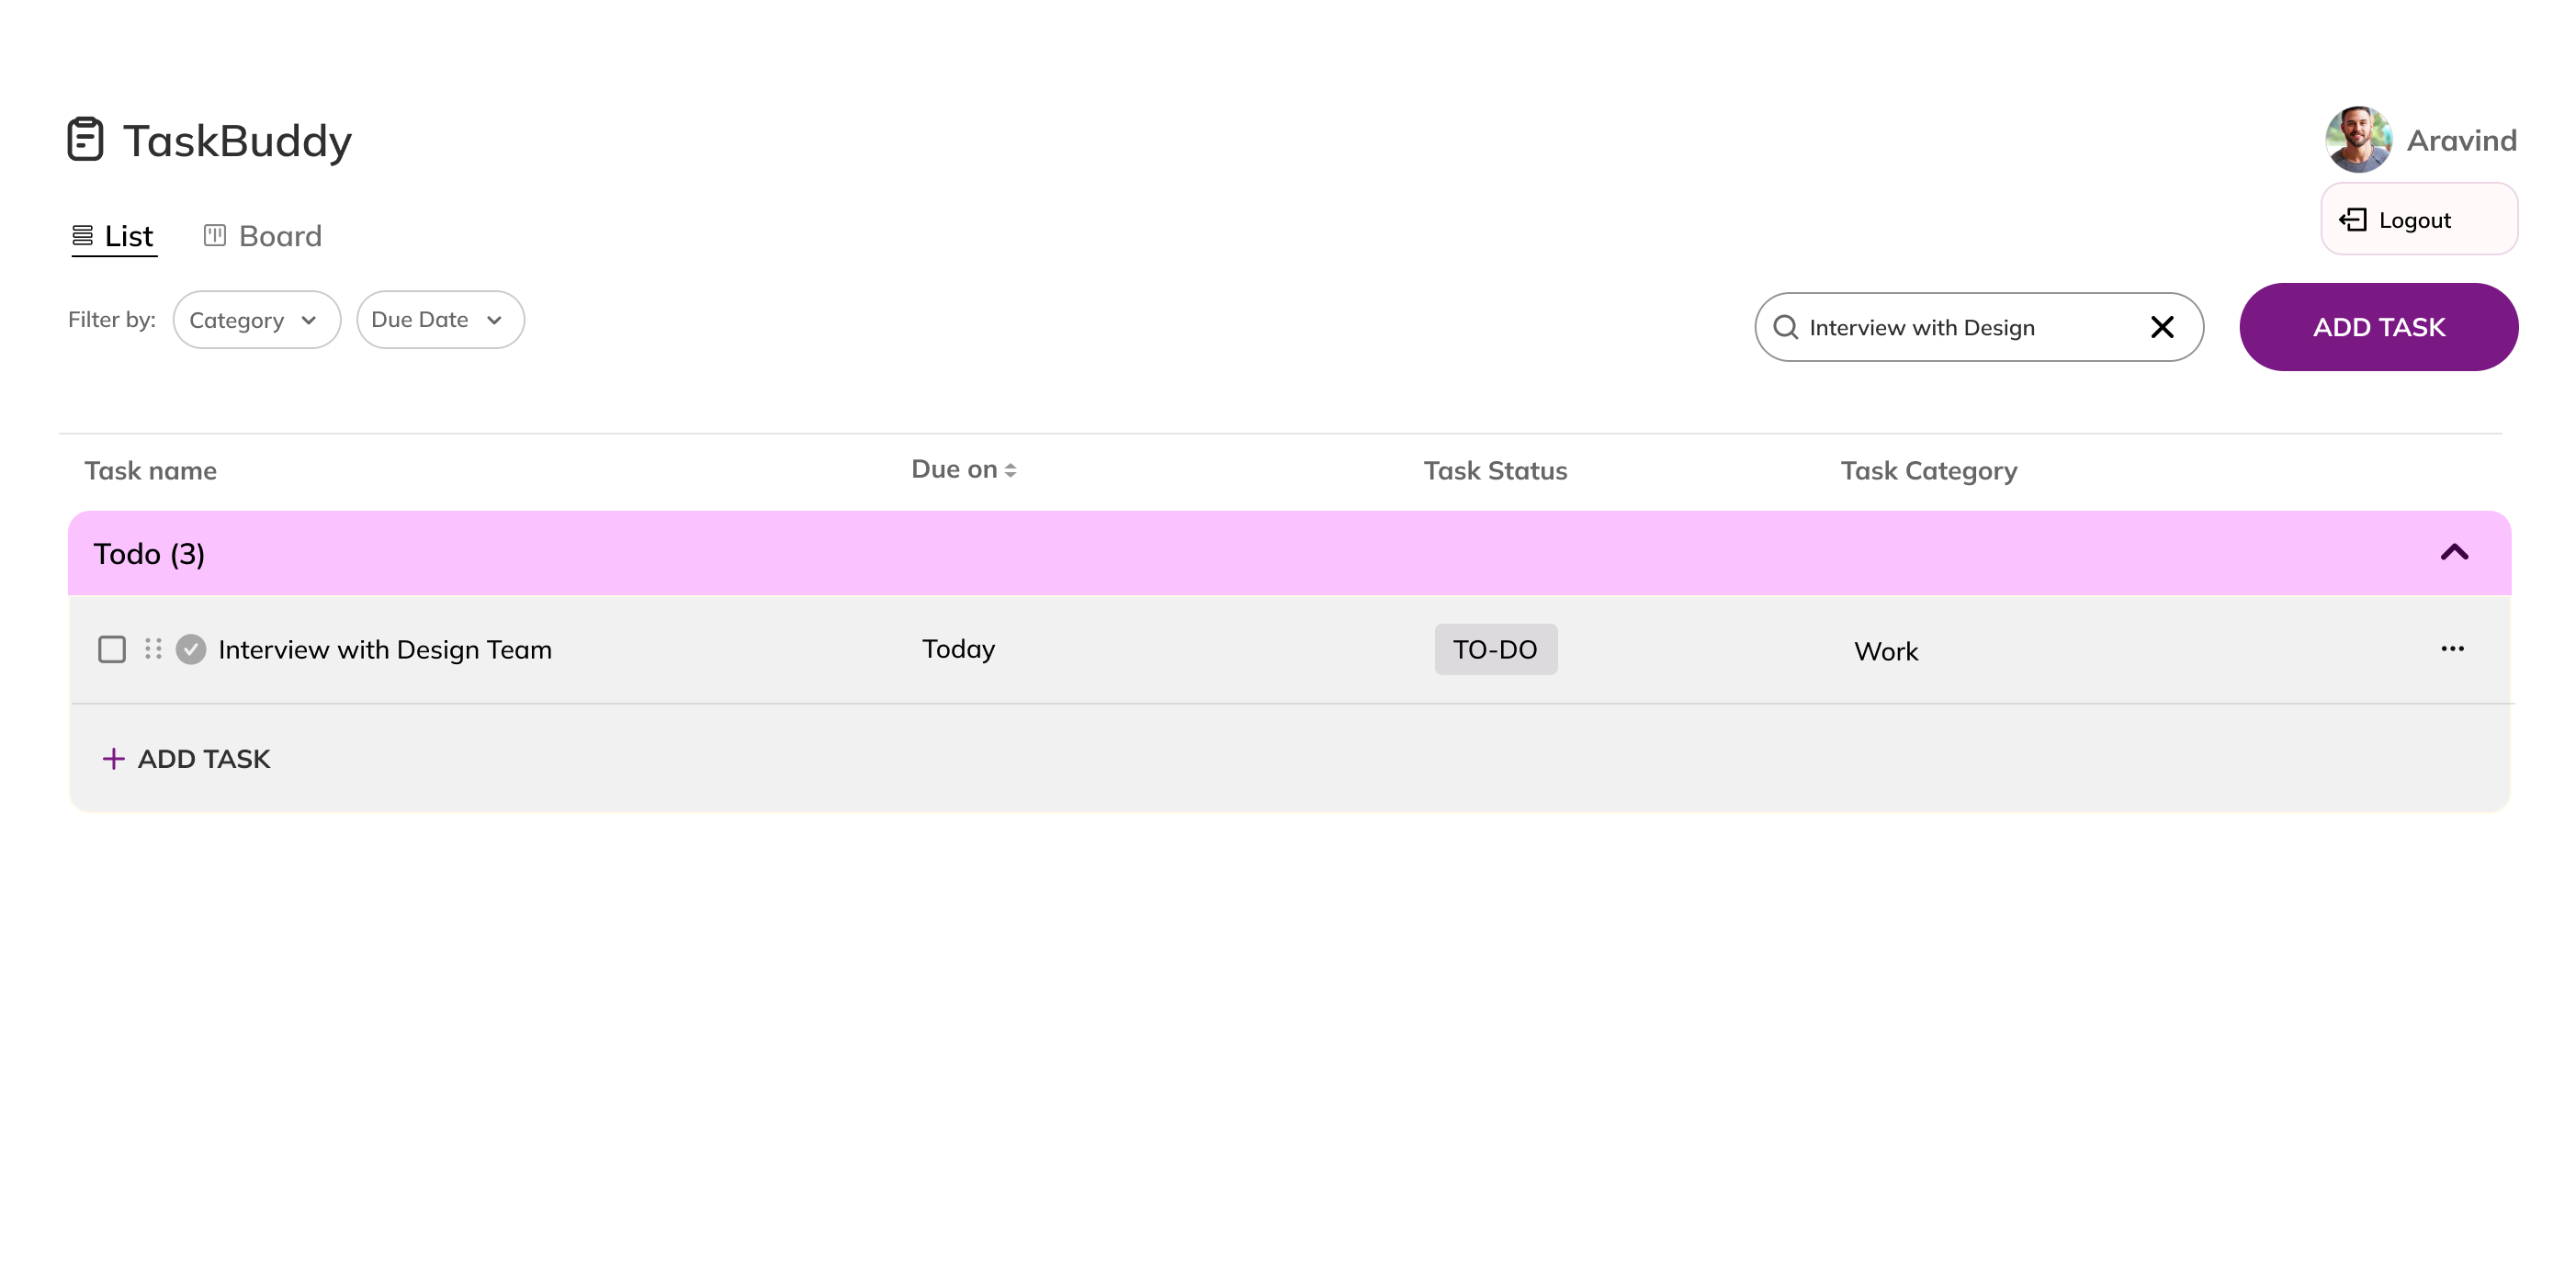 TaskBuddy
Aravind
List
Board
Logout
Filter by:
Category
Due Date
Interview with Design
ADD TASK
Task name
Due on
Task Status
Task Category
Todo (3)
Interview with Design Team
Today
TO-DO
Work
ADD TASK